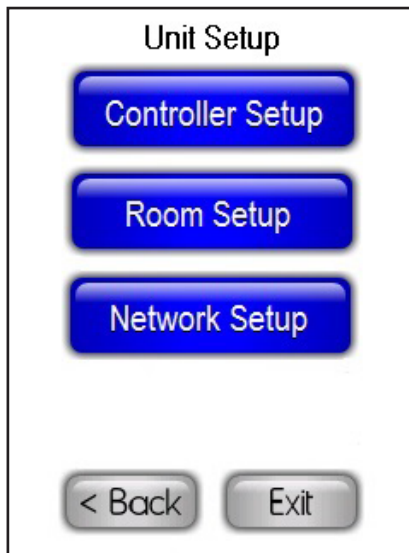 Unit Setup
Controller Setup
Room Setup
Network Setup
< Back Exit